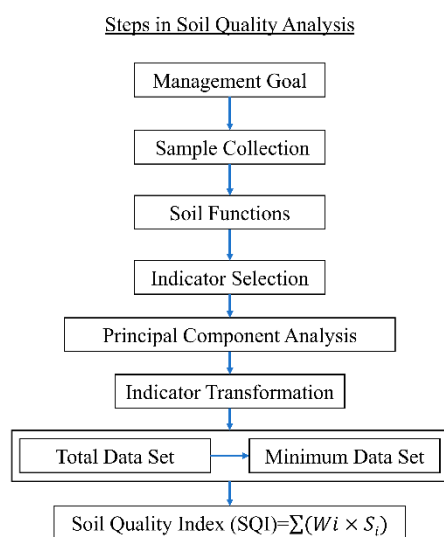 Steps in Soil Quality Analysis
Management Goal
Sample Collection
Soil Functions
Indicator Selection
Principal Component Analysis
Indicator Transformation
Total Data Set
Minimum Data Set
Soil Quality Index (SQI)=∑(Wi × Sᵢ)